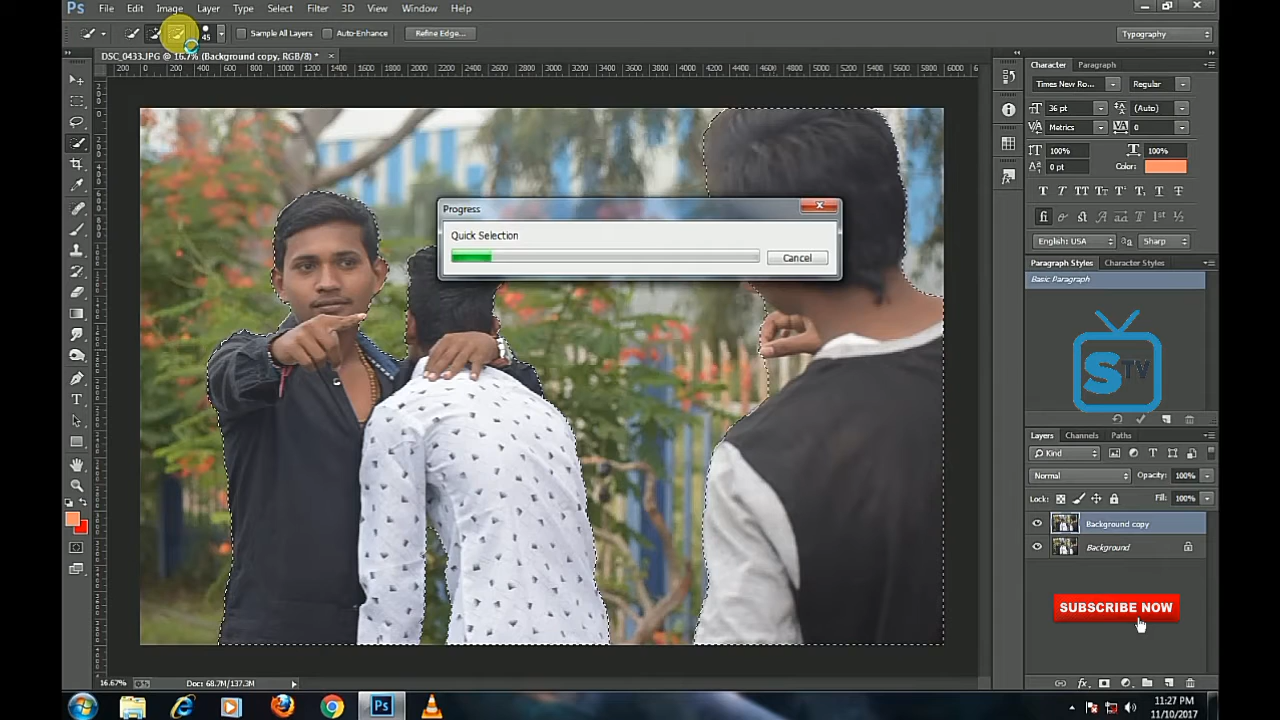 Ps File Edit Image Layer Type Select Filter 3D View Window Help
45 Sample All Layers Auto-Enhance Refine Edge... Typography
DSC_0433.JPG @ 16.7% (Background copy, RGB/8) * ×
Character Paragraph
Times New Ro... Regular
36 pt (Auto)
Metrics 0
100% 100%
0 pt Color:
English: USA Sharp
Paragraph Styles Character Styles
Basic Paragraph
Progress
Quick Selection
Cancel
S TV
Layers Channels Paths
Kind
Normal Opacity: 100%
Lock: Fill: 100%
Background copy
Background
SUBSCRIBE NOW
16.67% Doc: 68.7M/137.3M
Ps
11:27 PM
11/10/2017